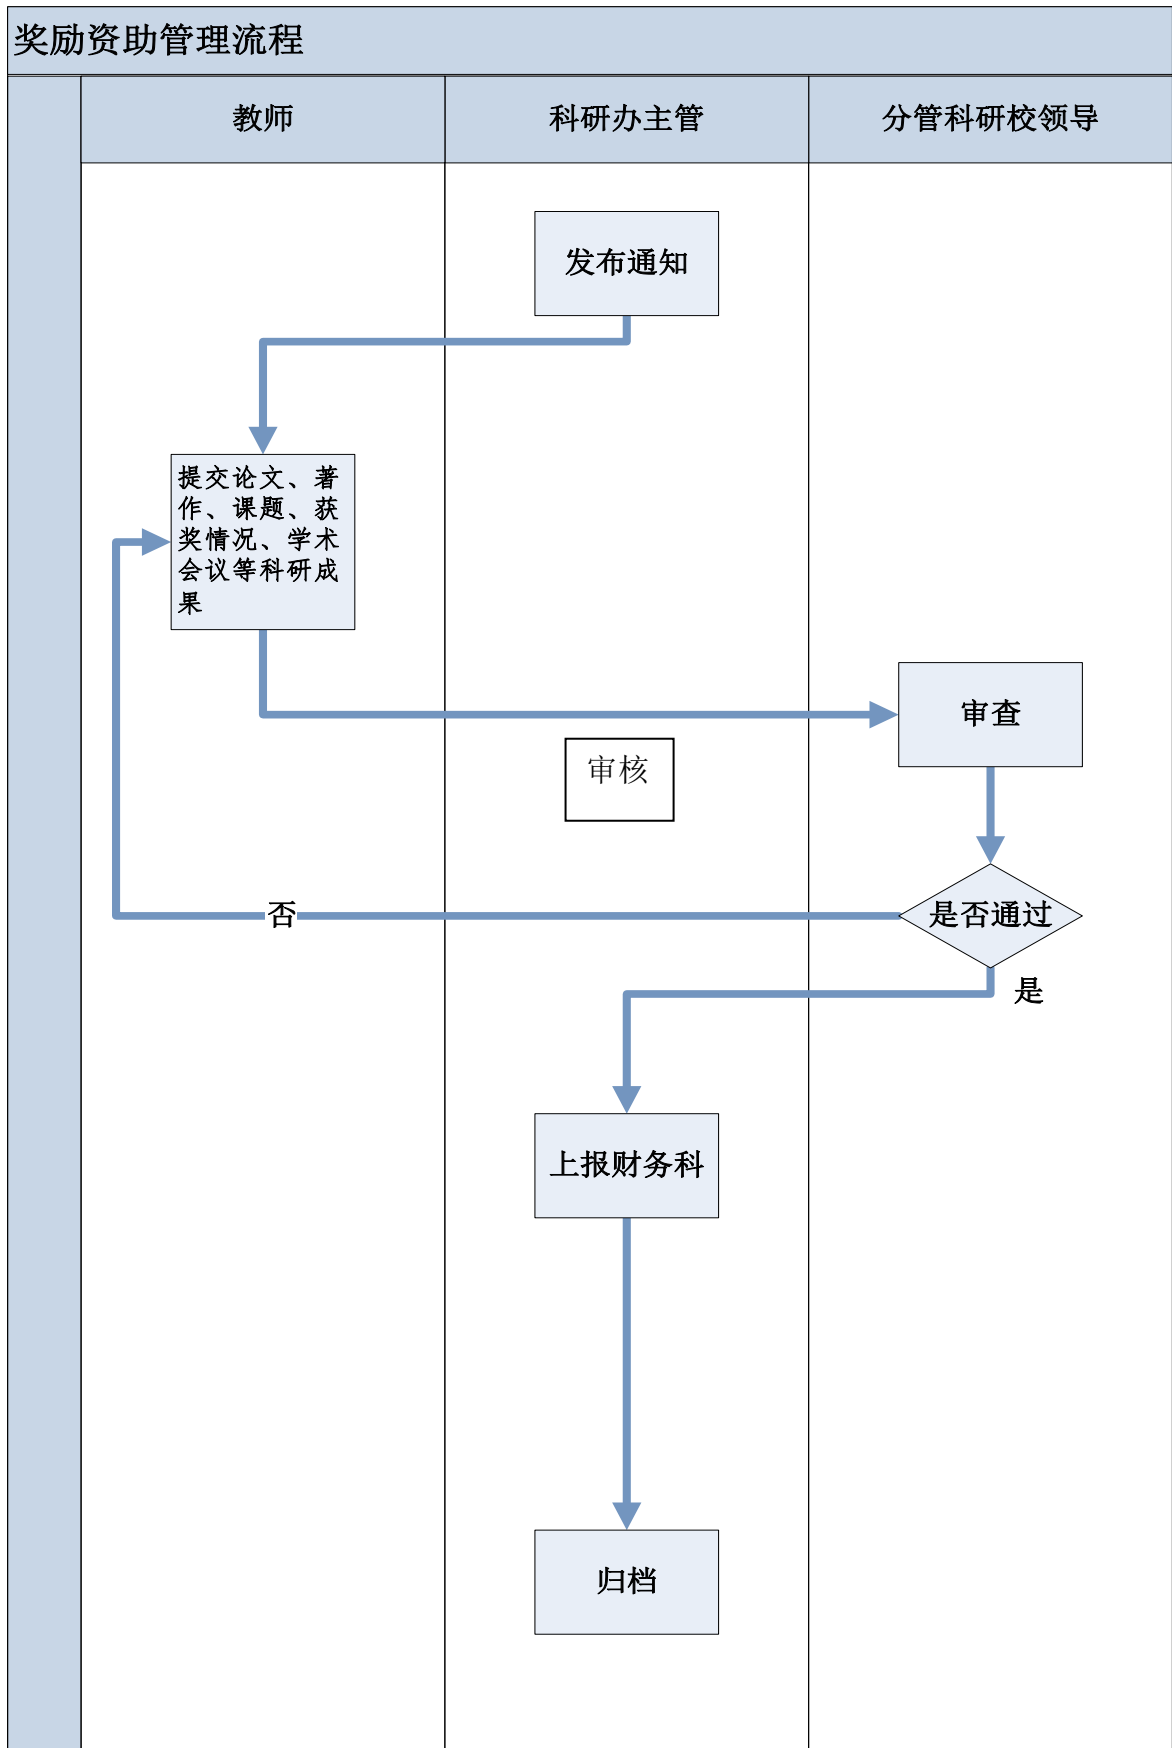 奖励资助管理流程
教师
科研办主管
分管科研校领导
发布通知
提交论文、著
作、课题、获
奖情况、学术
会议等科研成
果
审查
审核
否
是否通过
是
上报财务科
归档